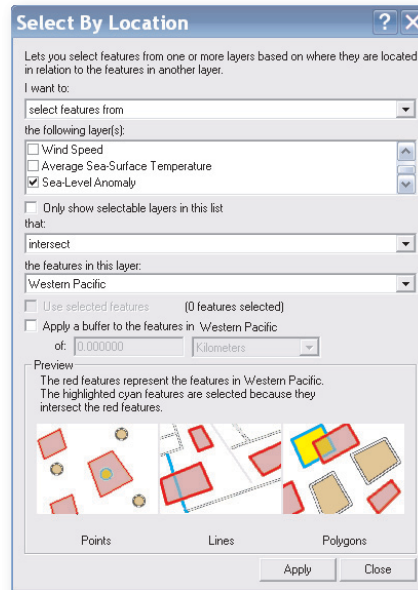 Select By Location
Lets you select features from one or more layers based on where they are located
in relation to the features in another layer.
I want to:
select features from
the following layer(s):
Wind Speed
Average Sea-Surface Temperature
Sea-Level Anomaly
Only show selectable layers in this list
that:
intersect
the features in this layer:
Western Pacific
Use selected features (0 features selected)
Apply a buffer to the features in Western Pacific
of: 0.000000 Kilometers
Preview
The red features represent the features in Western Pacific.
The highlighted cyan features are selected because they
intersect the red features.
Points Lines Polygons
Apply Close